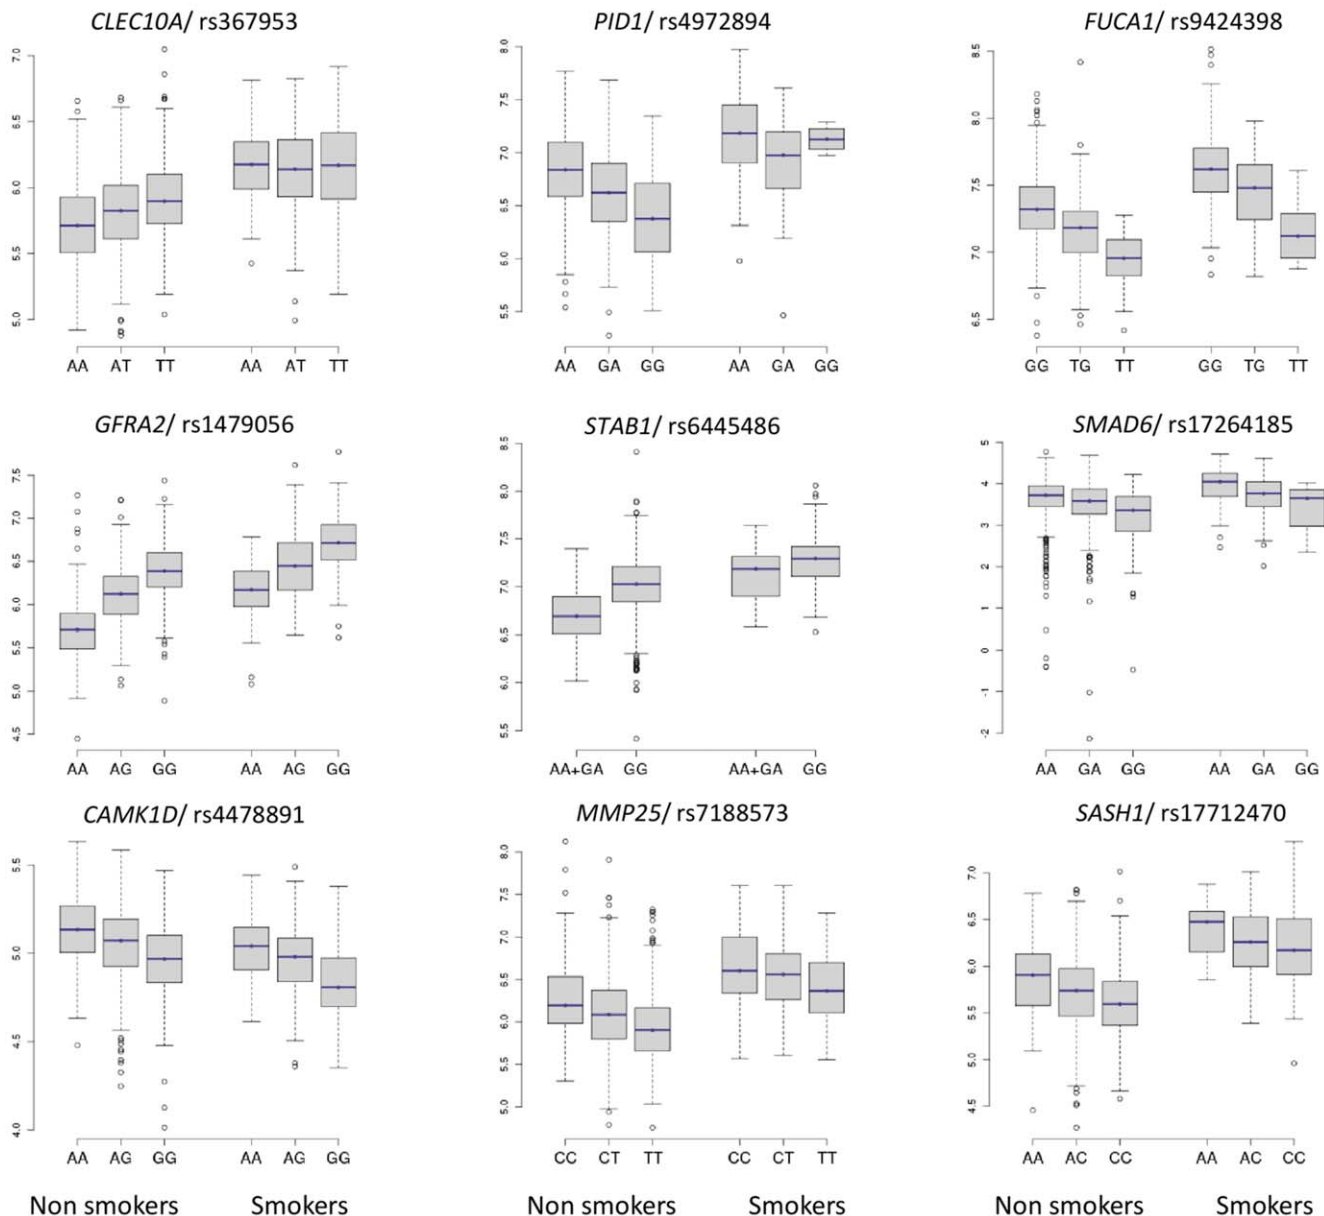 CLEC10A/ rs367953
7.0
6.5
6.0
5.5
5.0
AA AT TT AA AT TT
PID1/ rs4972894
8.0
7.5
7.0
6.5
6.0
5.5
AA GA GG AA GA GG
FUCA1/ rs9424398
8.5
8.0
7.5
7.0
6.5
GG TG TT GG TG TT
GFRA2/ rs1479056
7.5
7.0
6.5
6.0
5.5
5.0
4.5
AA AG GG AA AG GG
STAB1/ rs6445486
8.5
8.0
7.5
7.0
6.5
6.0
5.5
AA+GA GG AA+GA GG
SMAD6/ rs17264185
5
4
3
2
1
0
-1
-2
AA GA GG AA GA GG
CAMK1D/ rs4478891
5.5
5.0
4.5
4.0
AA AG GG AA AG GG
MMP25/ rs7188573
8.0
7.5
7.0
6.5
6.0
5.5
5.0
CC CT TT CC CT TT
SASH1/ rs17712470
7.0
6.5
6.0
5.5
5.0
4.5
AA AC CC AA AC CC
Non smokers Smokers
Non smokers Smokers
Non smokers Smokers